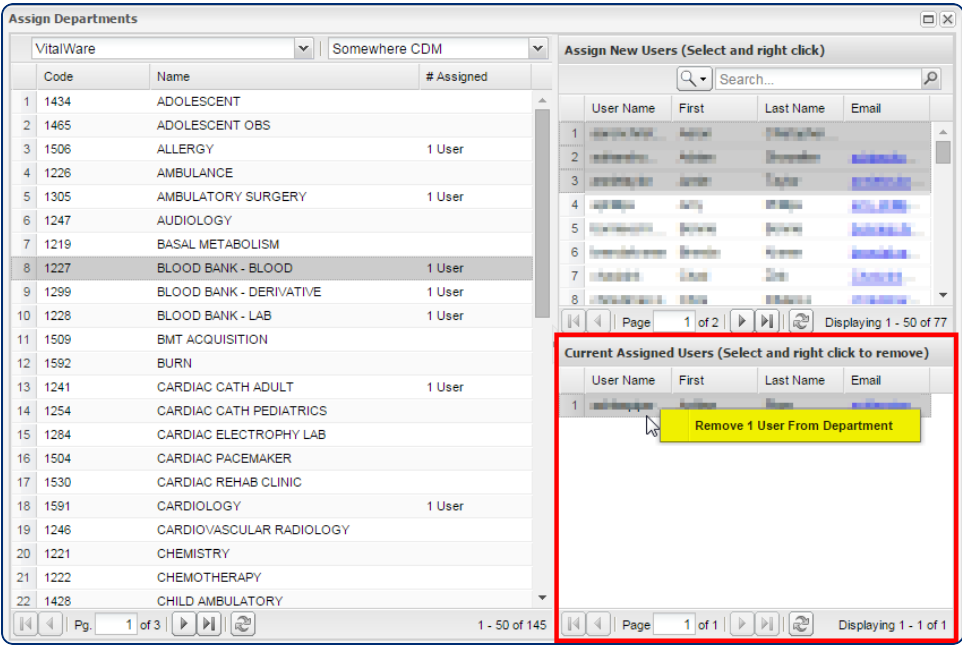 Assign Departments
VitalWare Somewhere CDM
Code Name # Assigned
1 1434 ADOLESCENT
2 1465 ADOLESCENT OBS
3 1506 ALLERGY 1 User
4 1226 AMBULANCE
5 1305 AMBULATORY SURGERY 1 User
6 1247 AUDIOLOGY
7 1219 BASAL METABOLISM
8 1227 BLOOD BANK - BLOOD 1 User
9 1299 BLOOD BANK - DERIVATIVE 1 User
10 1228 BLOOD BANK - LAB 1 User
11 1509 BMT ACQUISITION
12 1592 BURN
13 1241 CARDIAC CATH ADULT 1 User
14 1254 CARDIAC CATH PEDIATRICS
15 1284 CARDIAC ELECTROPHY LAB
16 1504 CARDIAC PACEMAKER
17 1530 CARDIAC REHAB CLINIC
18 1591 CARDIOLOGY 1 User
19 1246 CARDIOVASCULAR RADIOLOGY
20 1221 CHEMISTRY
21 1222 CHEMOTHERAPY
22 1428 CHILD AMBULATORY
Pg. 1 of 3 1 - 50 of 145
Assign New Users (Select and right click)
Search...
User Name First Last Name Email
1
2
3
4
5
6
7
8
Page 1 of 2 Displaying 1 - 50 of 77
Current Assigned Users (Select and right click to remove)
User Name First Last Name Email
1
Remove 1 User From Department
Page 1 of 1 Displaying 1 - 1 of 1